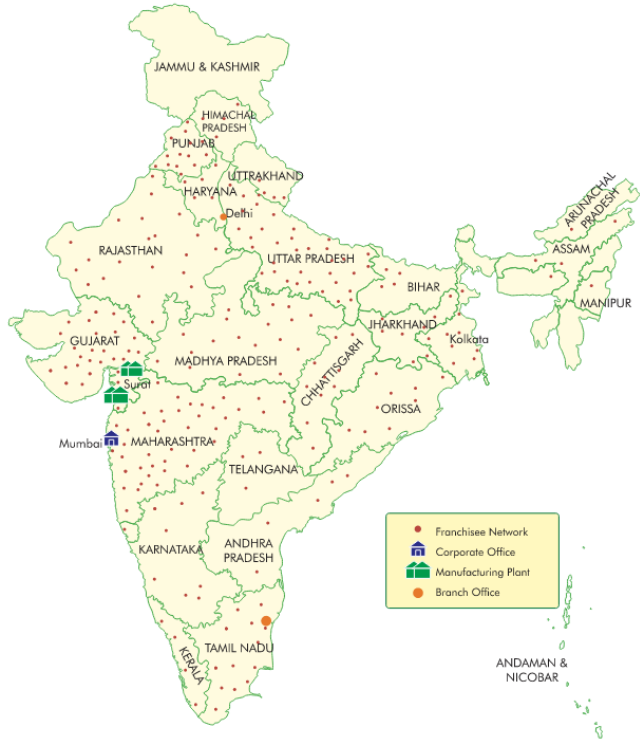 JAMMU & KASHMIR
HIMACHAL
PRADESH
PUNJAB
UTTRAKHAND
HARYANA
Delhi
ARUNACHAL
PRADESH
RAJASTHAN
UTTAR PRADESH
ASSAM
BIHAR
MANIPUR
JHARKHAND
GUJARAT
Kolkata
MADHYA PRADESH
CHHATTISGARH
Surat
ORISSA
Mumbai
MAHARASHTRA
TELANGANA
KARNATAKA
ANDHRA
PRADESH
Franchisee Network
Corporate Office
Manufacturing Plant
Branch Office
TAMIL NADU
KERALA
ANDAMAN &
NICOBAR